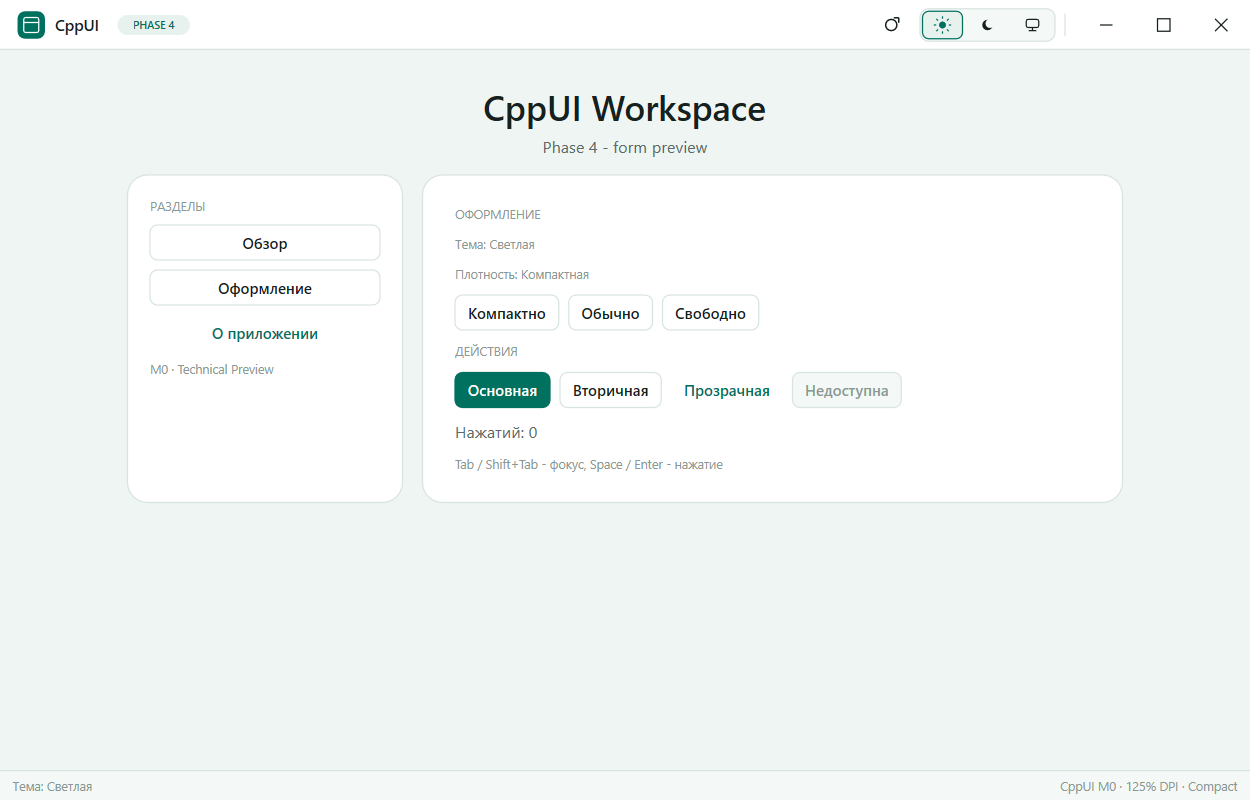 CppUI
PHASE 4
CppUI Workspace
Phase 4 - form preview
РАЗДЕЛЫ
Обзор
Оформление
О приложении
M0 · Technical Preview
ОФОРМЛЕНИЕ
Тема: Светлая
Плотность: Компактная
Компактно Обычно Свободно
ДЕЙСТВИЯ
Основная Вторичная Прозрачная Недоступна
Нажатий: 0
Tab / Shift+Tab - фокус, Space / Enter - нажатие
Тема: Светлая
CppUI M0 · 125% DPI · Compact